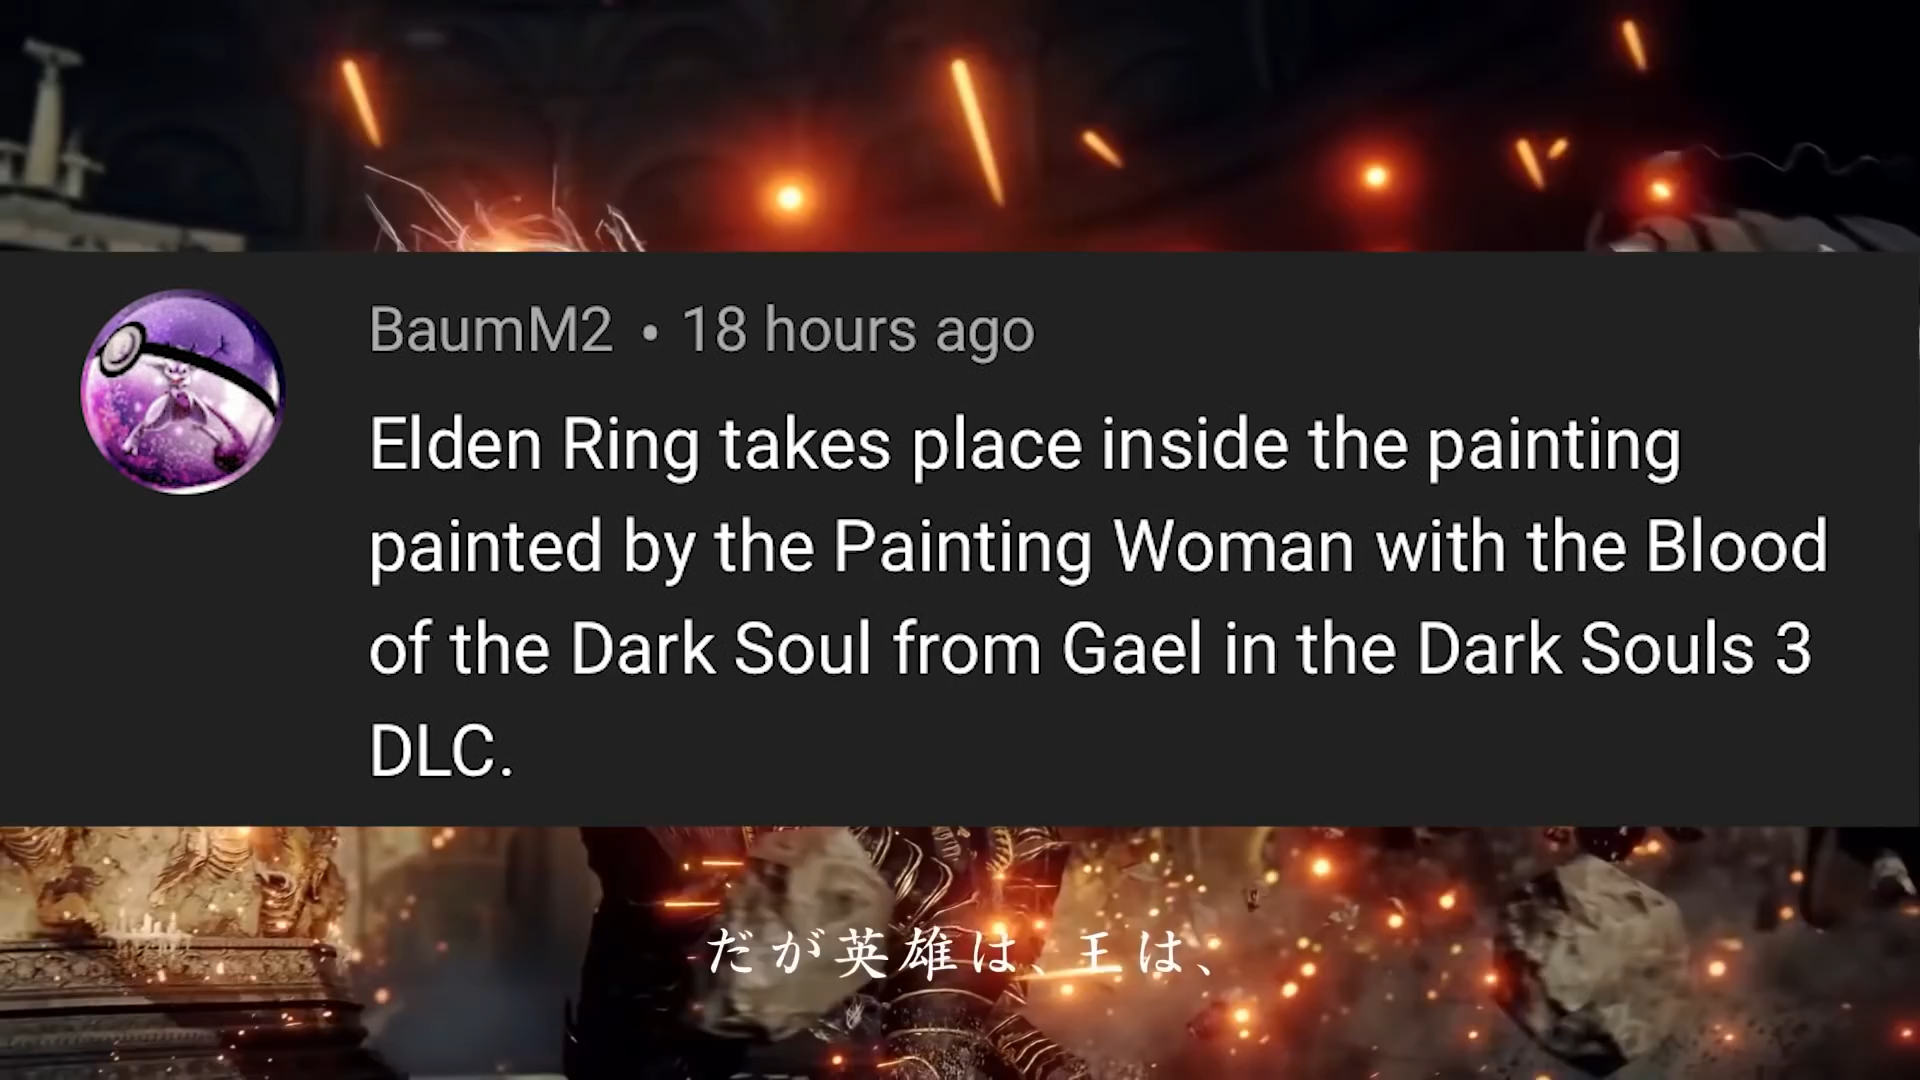 BaumM2 • 18 hours ago
Elden Ring takes place inside the painting
painted by the Painting Woman with the Blood
of the Dark Soul from Gael in the Dark Souls 3
DLC.
だが英雄は、王は、